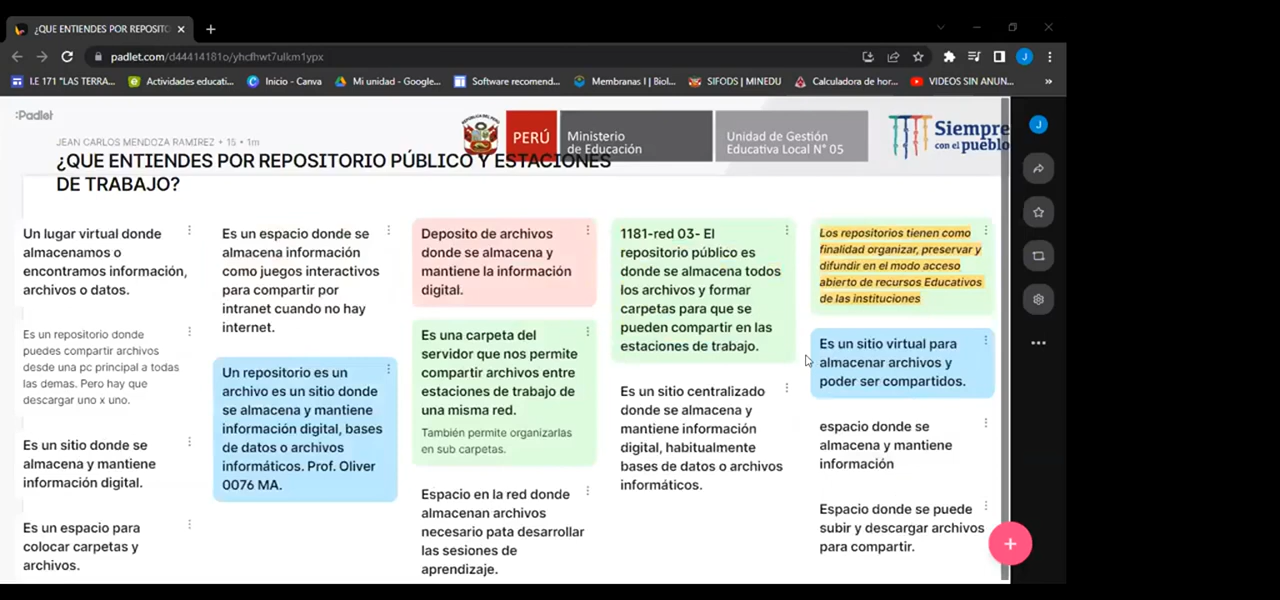 ¿QUE ENTIENDES POR REPOSITO
padlet.com/d44414181o/yhcfhwt7ulkm1ypx
I.E 171 "LAS TERRA...
Actividades educati...
Inicio - Canva
Mi unidad - Google...
Software recomend...
Membranas I | Biol...
SIFODS | MINEDU
Calculadora de hor...
VIDEOS SIN ANUN...
»
:Padlet
JEAN CARLOS MENDOZA RAMIREZ • 15 • 1m
¿QUE ENTIENDES POR REPOSITORIO PÚBLICO Y ESTACIONES
DE TRABAJO?
PERÚ
Ministerio
de Educación
Unidad de Gestión
Educativa Local N° 05
Siempre
con el pueblo
J
J
Un lugar virtual donde
almacenamos o
encontramos información,
archivos o datos.
Es un repositorio donde
puedes compartir archivos
desde una pc principal a todas
las demas. Pero hay que
descargar uno x uno.
Es un sitio donde se
almacena y mantiene
información digital.
Es un espacio para
colocar carpetas y
archivos.
Es un espacio donde se
almacena información
como juegos interactivos
para compartir por
intranet cuando no hay
internet.
Un repositorio es un
archivo es un sitio donde
se almacena y mantiene
información digital, bases
de datos o archivos
informáticos. Prof. Oliver
0076 MA.
Deposito de archivos
donde se almacena y
mantiene la información
digital.
Es una carpeta del
servidor que nos permite
compartir archivos entre
estaciones de trabajo de
una misma red.
También permite organizarlas
en sub carpetas.
Espacio en la red donde
almacenan archivos
necesario pata desarrollar
las sesiones de
aprendizaje.
1181-red 03- El
repositorio público es
donde se almacena todos
los archivos y formar
carpetas para que se
pueden compartir en las
estaciones de trabajo.
Es un sitio centralizado
donde se almacena y
mantiene información
digital, habitualmente
bases de datos o archivos
informáticos.
Los repositorios tienen como
finalidad organizar, preservar y
difundir en el modo acceso
abierto de recursos Educativos
de las instituciones
Es un sitio virtual para
almacenar archivos y
poder ser compartidos.
espacio donde se
almacena y mantiene
información
Espacio donde se puede
subir y descargar archivos
para compartir.